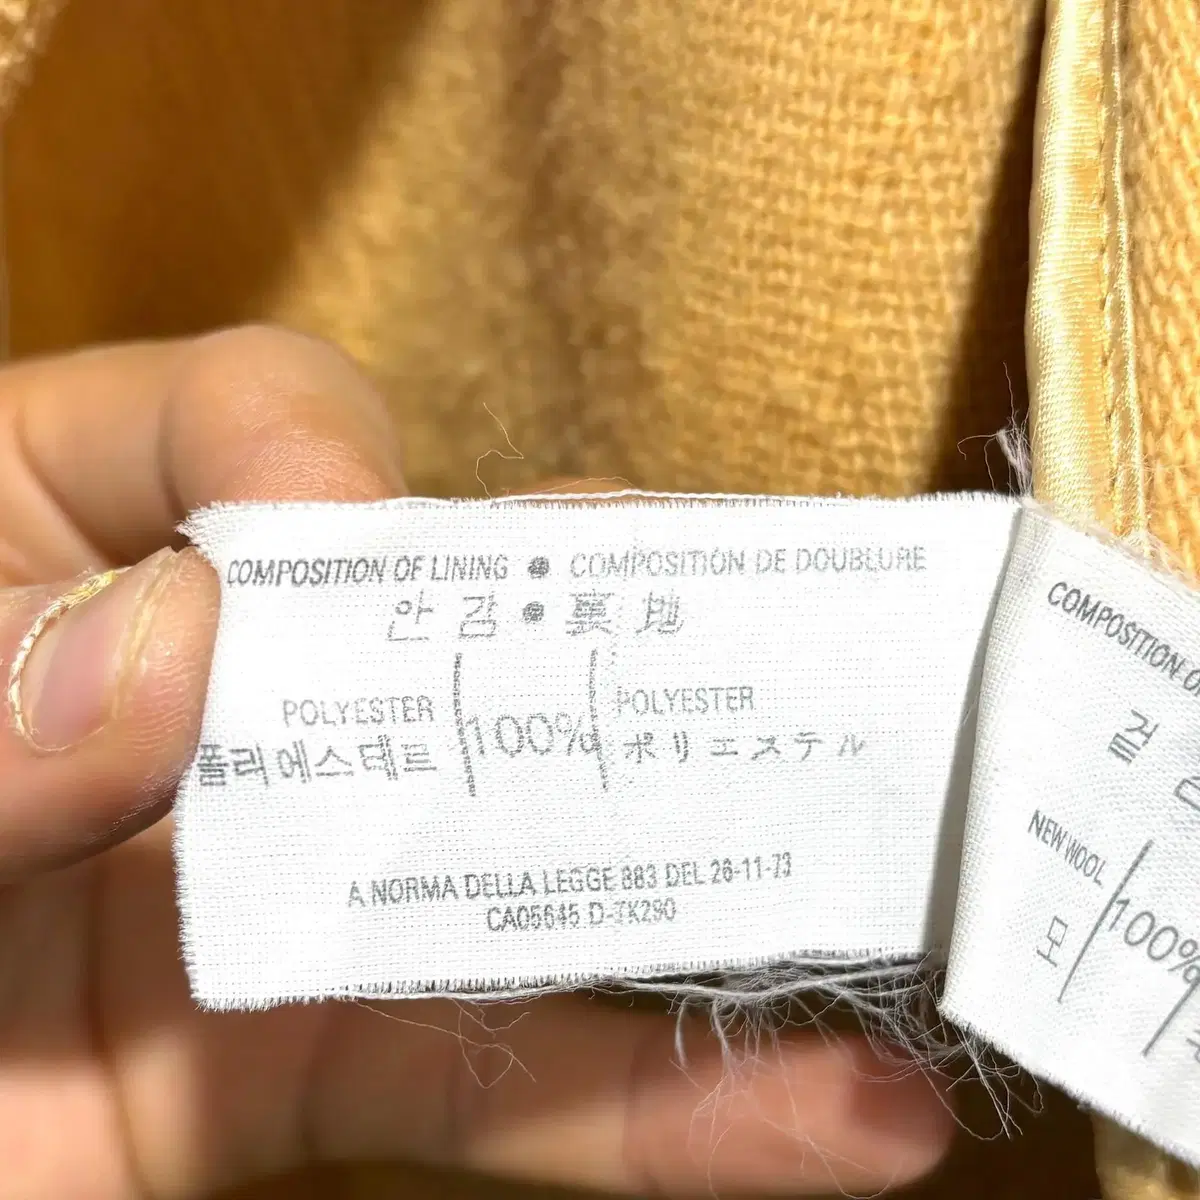 COMPOSITION OF LINING ● COMPOSITION DE DOUBLURE
안 감 ● 裏 地
POLYESTER 100% POLYESTER
폴리에스테르 ポリエステル
A NORMA DELLA LEGGE 883 DEL 26-11-73
CA05645 D-TK290
COMPOSITION
겉
NEW WOOL 100%
모